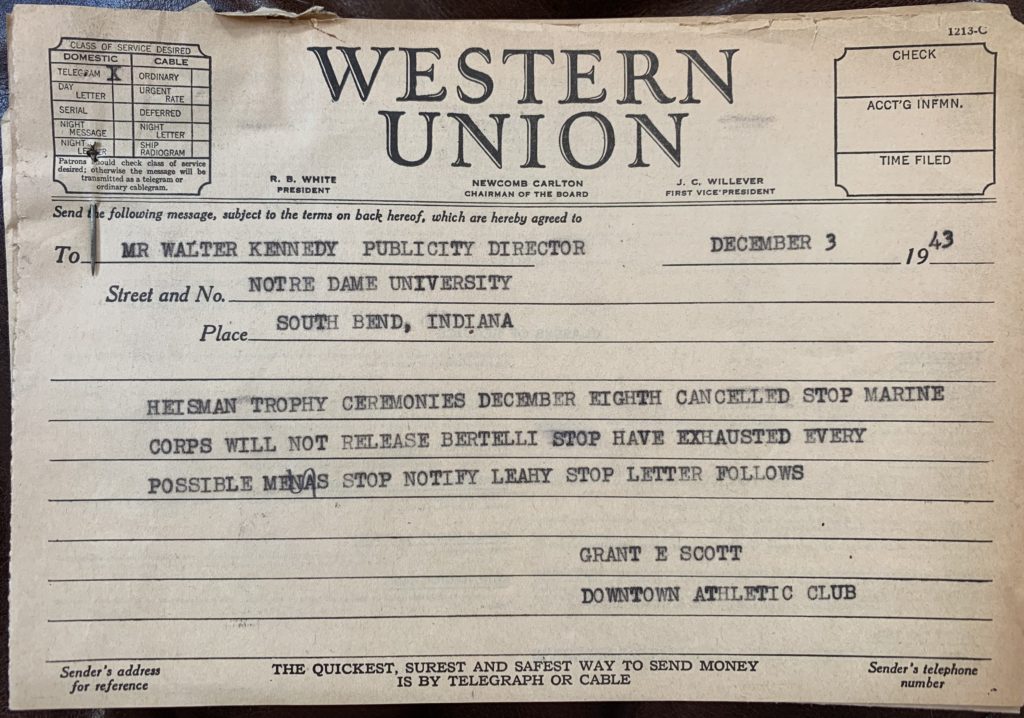 1213-C
CLASS OF SERVICE DESIRED
DOMESTIC CABLE
TELEGRAM X ORDINARY
DAY LETTER URGENT RATE
SERIAL DEFERRED
NIGHT MESSAGE NIGHT LETTER
NIGHT LETTER SHIP RADIOGRAM
Patrons should check class of service
desired; otherwise the message will be
transmitted as a telegram or
ordinary cablegram.
WESTERN
UNION
R. B. WHITE
PRESIDENT
NEWCOMB CARLTON
CHAIRMAN OF THE BOARD
J. C. WILLEVER
FIRST VICE-PRESIDENT
CHECK
ACCT'G INFMN.
TIME FILED
Send the following message, subject to the terms on back hereof, which are hereby agreed to
To MR WALTER KENNEDY PUBLICITY DIRECTOR DECEMBER 3 1943
Street and No. NOTRE DAME UNIVERSITY
Place SOUTH BEND, INDIANA
HEISMAN TROPHY CEREMONIES DECEMBER EIGHTH CANCELLED STOP MARINE
CORPS WILL NOT RELEASE BERTELLI STOP HAVE EXHAUSTED EVERY
POSSIBLE MENAS STOP NOTIFY LEAHY STOP LETTER FOLLOWS
GRANT E SCOTT
DOWNTOWN ATHLETIC CLUB
Sender's address
for reference
THE QUICKEST, SUREST AND SAFEST WAY TO SEND MONEY
IS BY TELEGRAPH OR CABLE
Sender's telephone
number